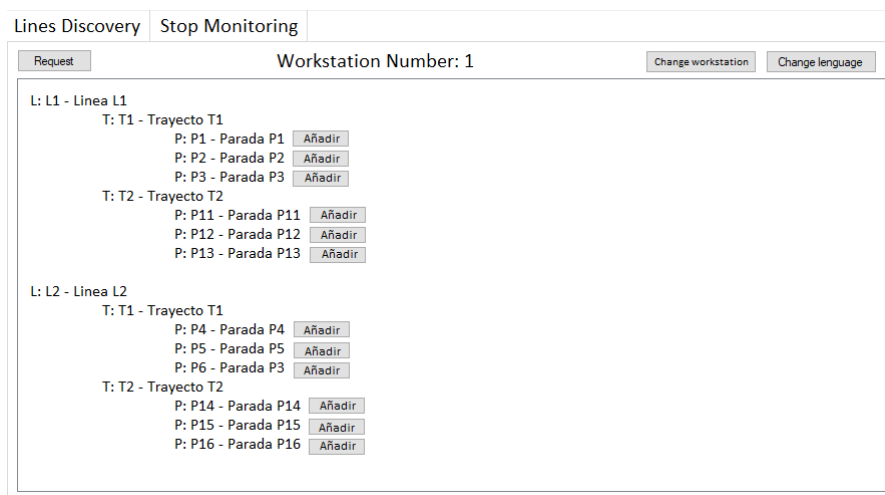 Lines Discovery Stop Monitoring
Request Workstation Number: 1 Change workstation Change lenguage
L: L1 - Linea L1
T: T1 - Trayecto T1
P: P1 - Parada P1 Añadir
P: P2 - Parada P2 Añadir
P: P3 - Parada P3 Añadir
T: T2 - Trayecto T2
P: P11 - Parada P11 Añadir
P: P12 - Parada P12 Añadir
P: P13 - Parada P13 Añadir
L: L2 - Linea L2
T: T1 - Trayecto T1
P: P4 - Parada P4 Añadir
P: P5 - Parada P5 Añadir
P: P6 - Parada P3 Añadir
T: T2 - Trayecto T2
P: P14 - Parada P14 Añadir
P: P15 - Parada P15 Añadir
P: P16 - Parada P16 Añadir